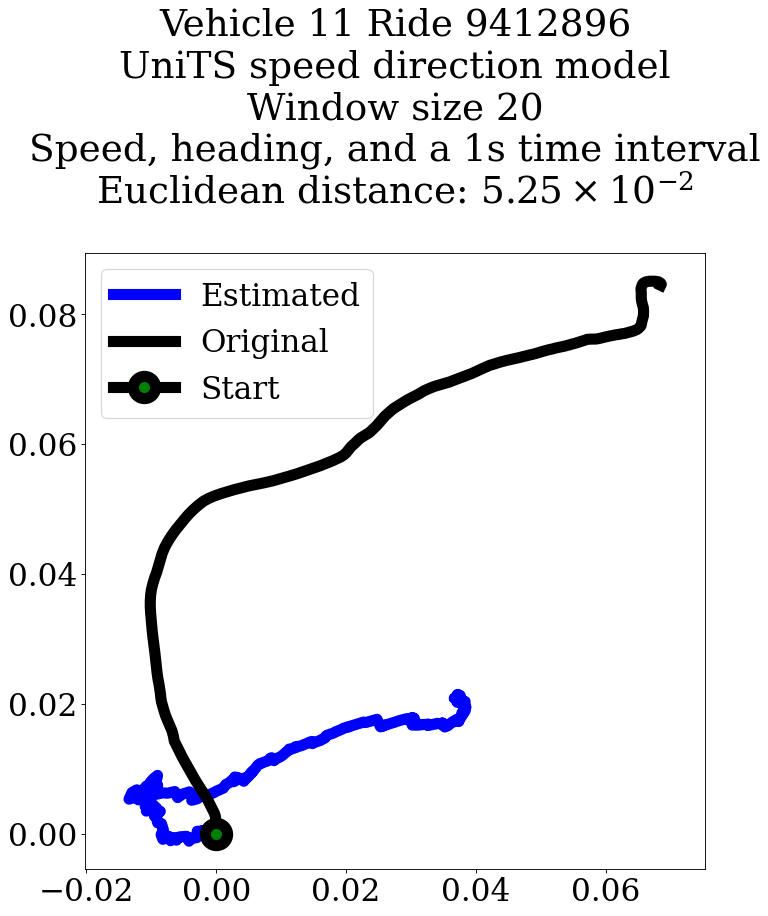 Vehicle 11 Ride 9412896
UniTS speed direction model
Window size 20
Speed, heading, and a 1s time interval
Euclidean distance: 5.25 × 10⁻²
Estimated
Original
Start
0.08
0.06
0.04
0.02
0.00
−0.02 0.00 0.02 0.04 0.06